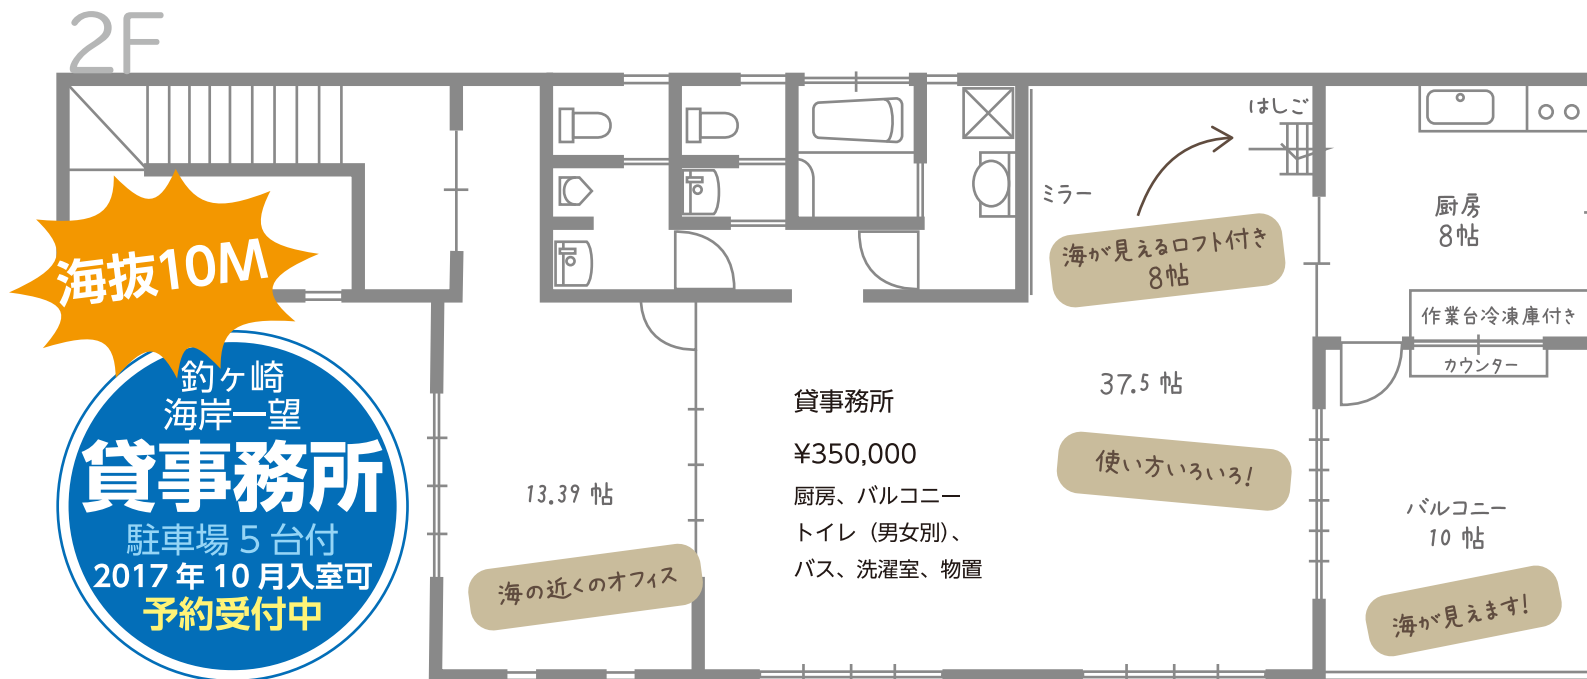 2F
海抜10M
釣ヶ崎
海岸一望
貸事務所
駐車場 5 台付
2017 年 10 月入室可
予約受付中
13.39 帖
海の近くのオフィス
貸事務所
¥350,000
厨房、バルコニー
トイレ（男女別）、
バス、洗濯室、物置
はしご
ミラー
海が見えるロフト付き
8帖
37.5 帖
使い方いろいろ!
厨房
8帖
作業台冷凍庫付き
カウンター
バルコニー
10 帖
海が見えます!